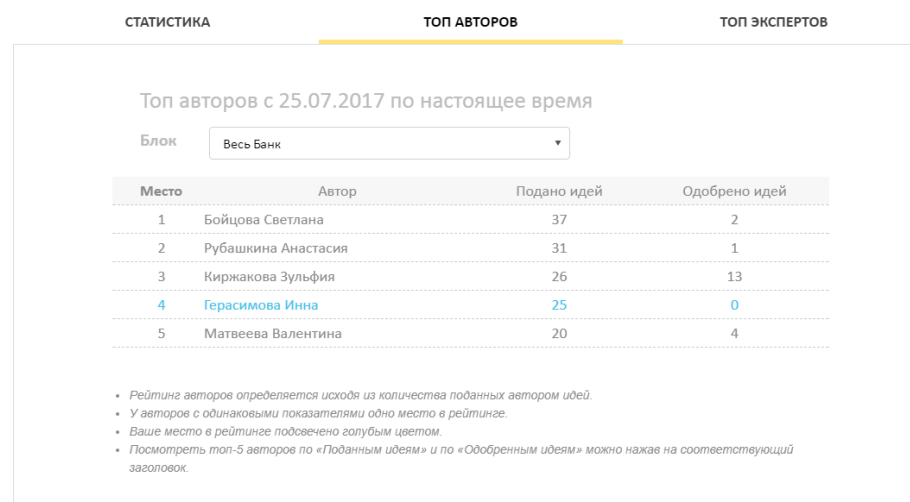 СТАТИСТИКА ТОП АВТОРОВ ТОП ЭКСПЕРТОВ
Топ авторов с 25.07.2017 по настоящее время
Блок Весь Банк
Место Автор Подано идей Одобрено идей
1 Бойцова Светлана 37 2
2 Рубашкина Анастасия 31 1
3 Киржакова Зульфия 26 13
4 Герасимова Инна 25 0
5 Матвеева Валентина 20 4
• Рейтинг авторов определяется исходя из количества поданных автором идей.
• У авторов с одинаковыми показателями одно место в рейтинге.
• Ваше место в рейтинге подсвечено голубым цветом.
• Посмотреть топ-5 авторов по «Поданным идеям» и по «Одобренным идеям» можно нажав на соответствующий
заголовок.